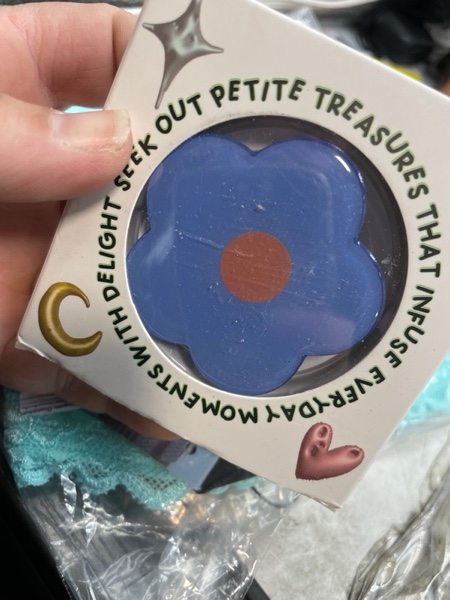 SEEK OUT PETITE TREASURES THAT INFUSE EVERYDAY MOMENTS WITH DELIGHT